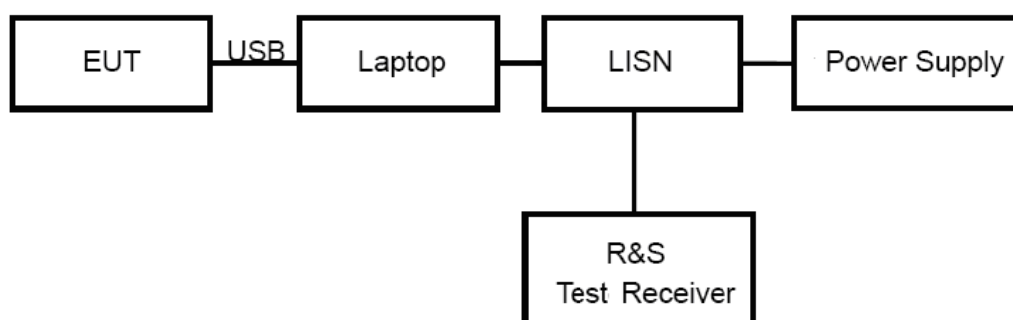 EUT
USB
Laptop
LISN
Power Supply
R&S
Test Receiver